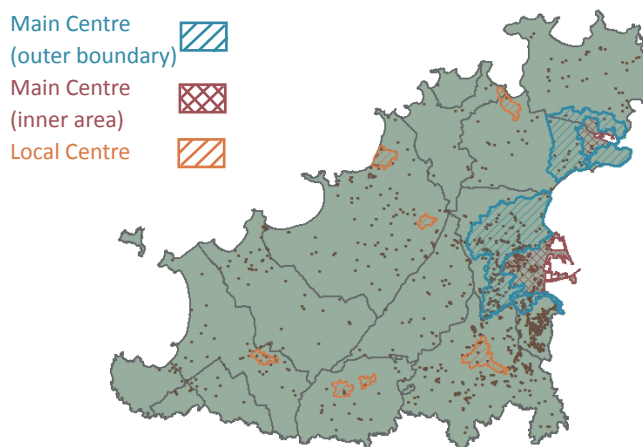 Main Centre
(outer boundary)
Main Centre
(inner area)
Local Centre